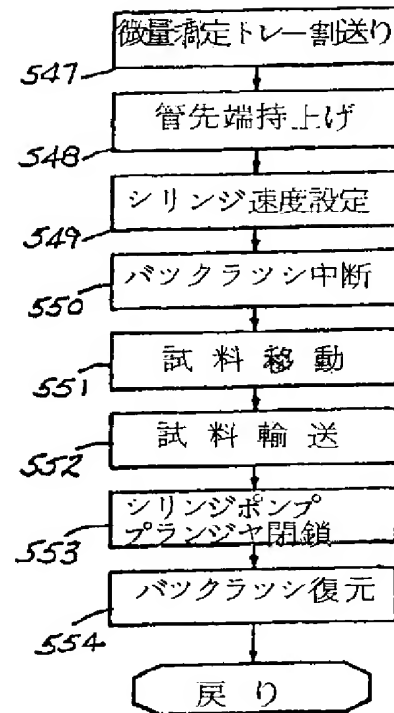 微量滴定トレー割送り
547
管先端持上げ
548
シリンジ速度設定
549
バックラッシ中断
550
試料移動
551
試料輸送
552
シリンジポンプ
プランジヤ閉鎖
553
バツクラッシ復元
554
戻り